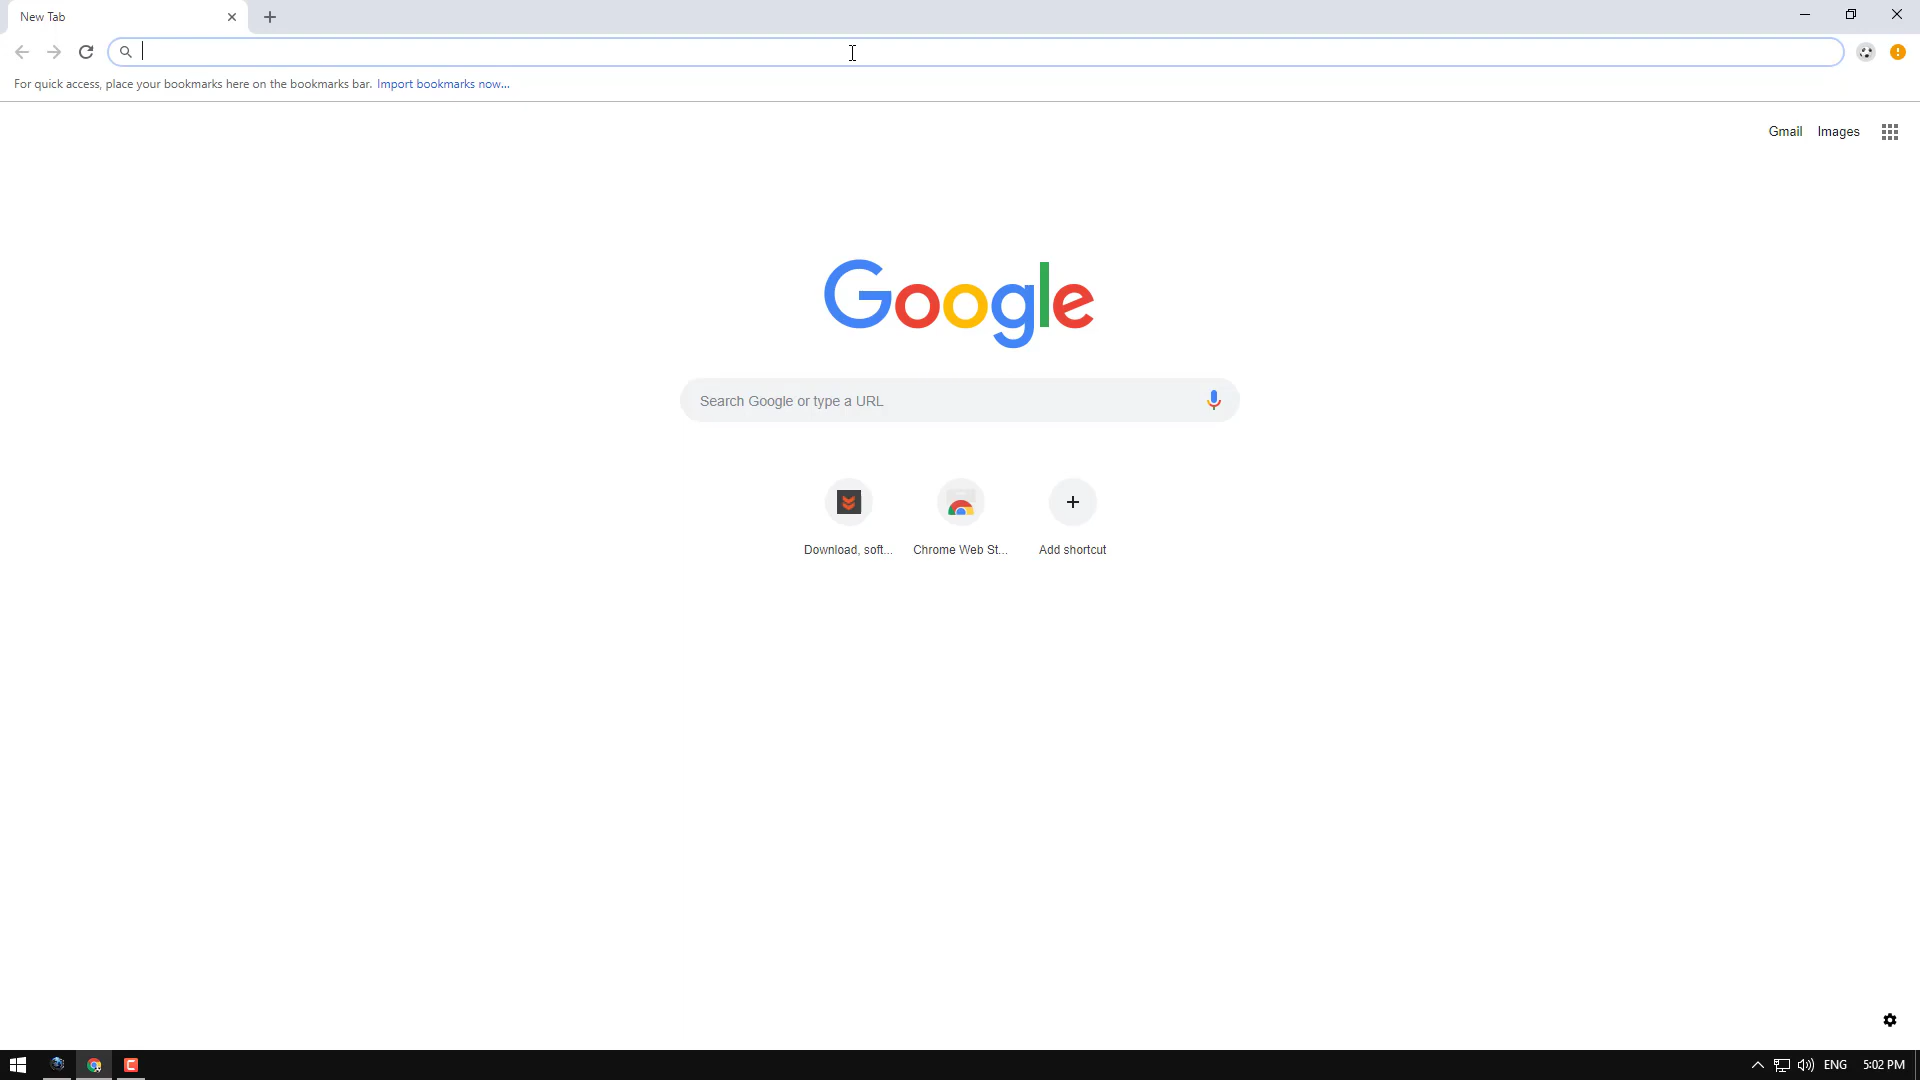 New Tab
For quick access, place your bookmarks here on the bookmarks bar. Import bookmarks now...
Gmail Images
Google
Search Google or type a URL
Download, soft... Chrome Web St... Add shortcut
ENG 5:02 PM